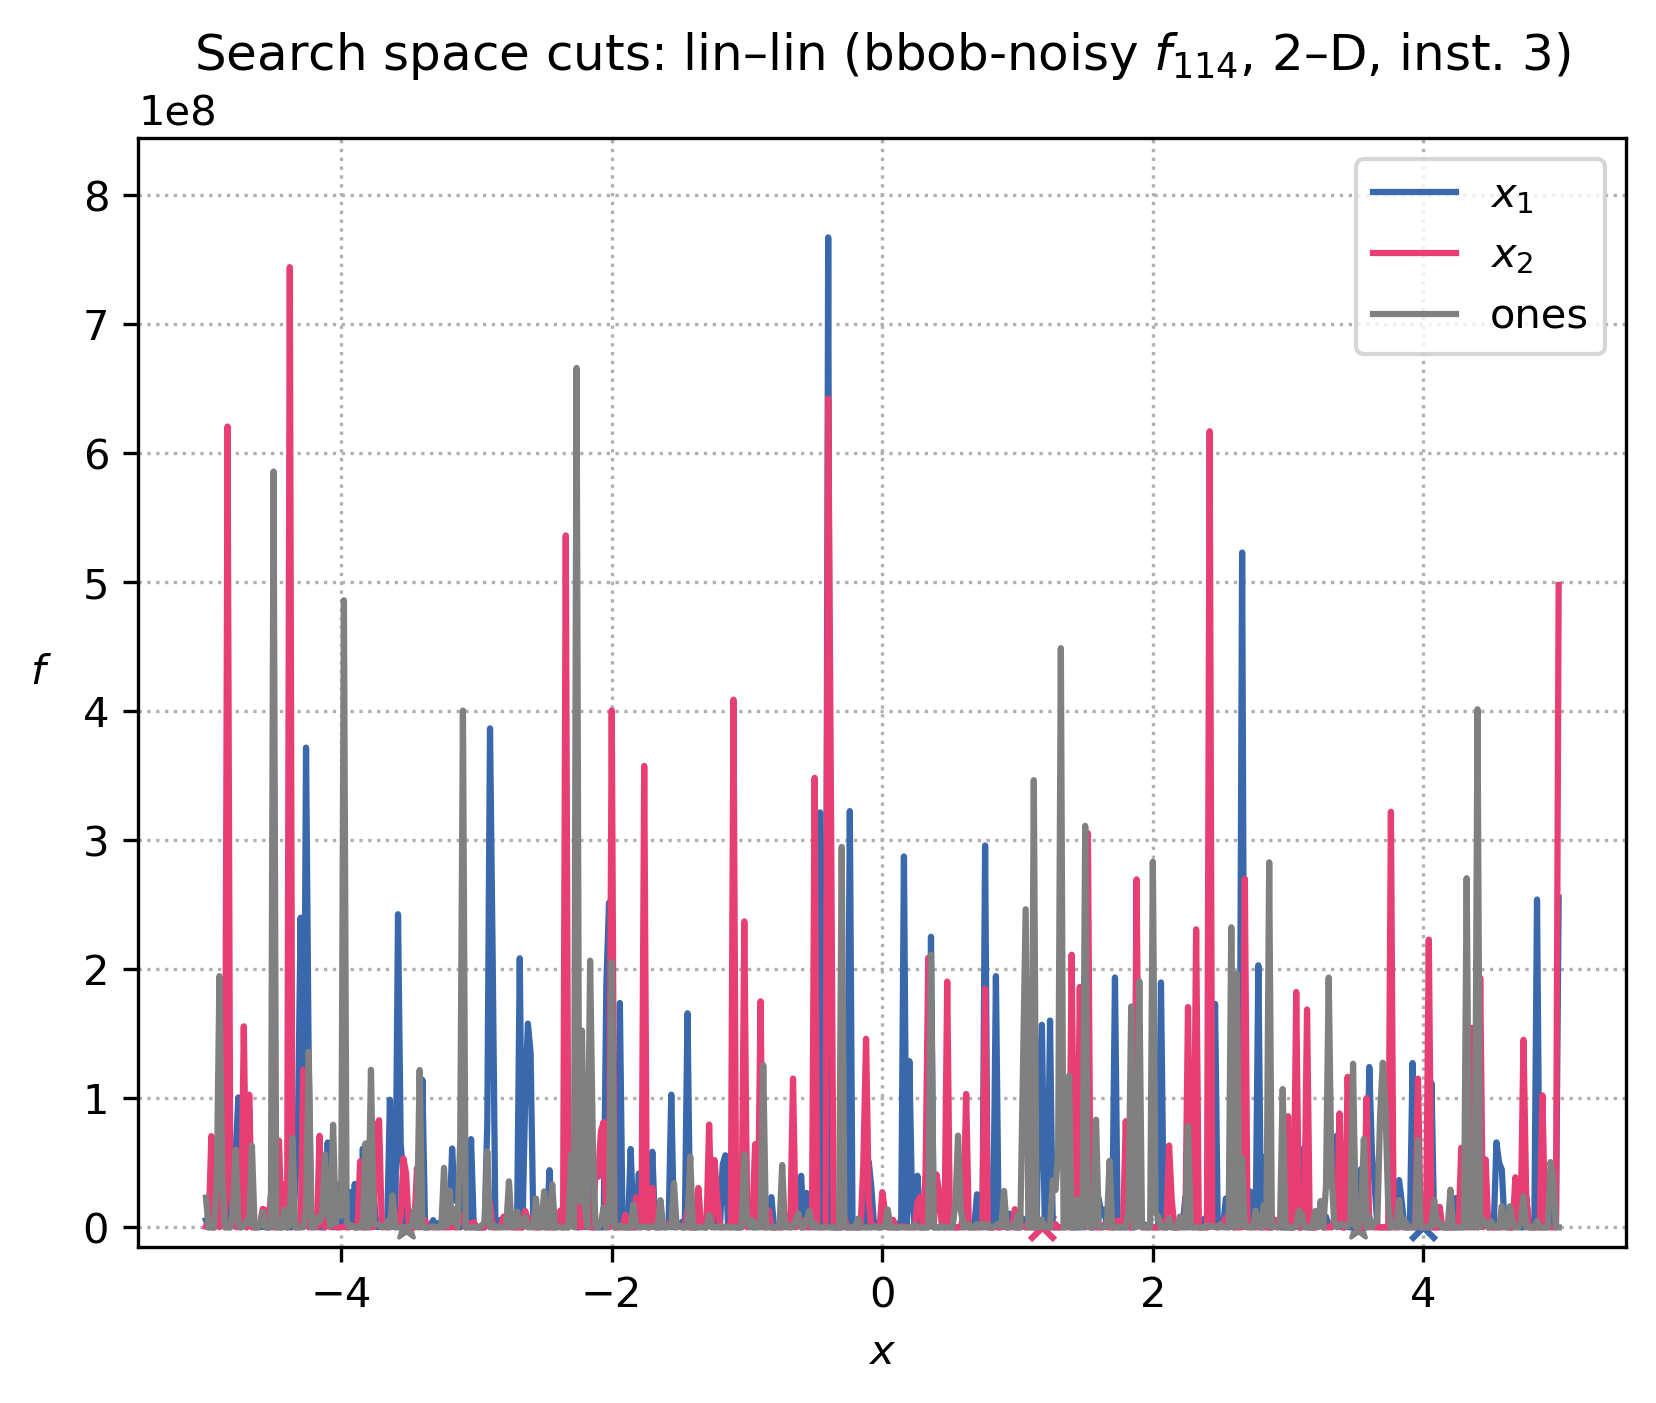 Search space cuts: lin–lin (bbob-noisy f₁₁₄, 2–D, inst. 3)
1e8
8
7
6
5
4
3
2
1
0
f
x₁
x₂
ones
−4 −2 0 2 4
x